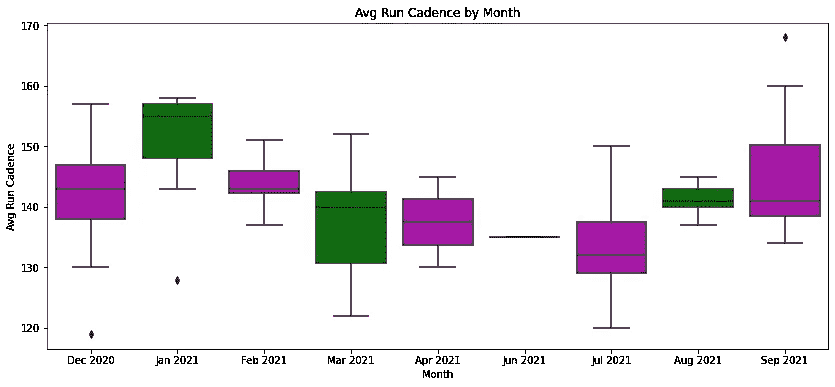 Avg Run Cadence by Month
170
160
150
140
130
120
Avg Run Cadence
Dec 2020 Jan 2021 Feb 2021 Mar 2021 Apr 2021 Jun 2021 Jul 2021 Aug 2021 Sep 2021
Month